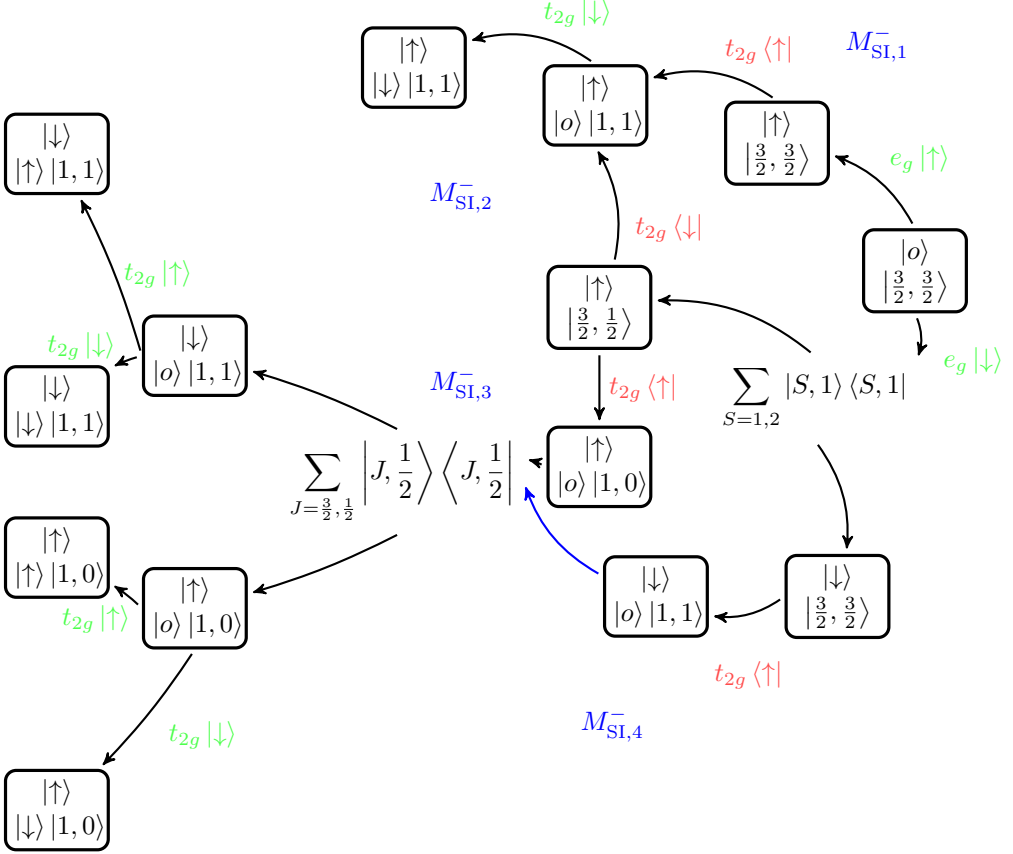 t_{2g} |↓⟩
|↑⟩
|↓⟩ |1, 1⟩
t_{2g} ⟨↑|
M^-_{SI,1}
|↑⟩
|o⟩ |1, 1⟩
|↑⟩
|3/2, 3/2⟩
e_g |↑⟩
|↓⟩
|↑⟩ |1, 1⟩
M^-_{SI,2}
t_{2g} ⟨↓|
|o⟩
|3/2, 3/2⟩
t_{2g} |↑⟩
|↑⟩
|3/2, 1/2⟩
t_{2g} |↓⟩
|↓⟩
|o⟩ |1, 1⟩
e_g |↓⟩
M^-_{SI,3}
t_{2g} ⟨↑|
∑_{S=1,2} |S, 1⟩ ⟨S, 1|
|↓⟩
|↓⟩ |1, 1⟩
∑_{J=3/2,1/2} |J, 1/2⟩ ⟨J, 1/2|
|↑⟩
|o⟩ |1, 0⟩
|↑⟩
|↑⟩ |1, 0⟩
t_{2g} |↑⟩
|↑⟩
|o⟩ |1, 0⟩
|↓⟩
|o⟩ |1, 1⟩
|↓⟩
|3/2, 3/2⟩
t_{2g} ⟨↑|
M^-_{SI,4}
t_{2g} |↓⟩
|↑⟩
|↓⟩ |1, 0⟩